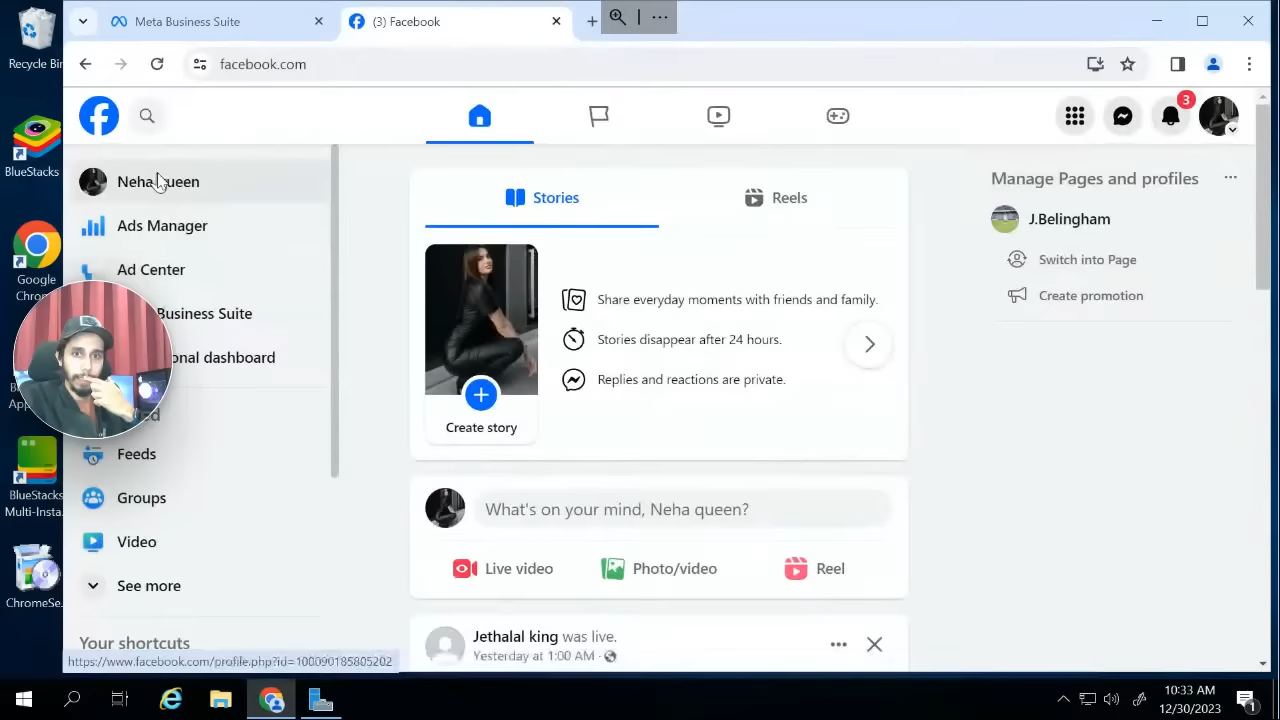 Recycle Bin
Meta Business Suite
(3) Facebook
facebook.com
3
BlueStacks
Neha queen
Ads Manager
Ad Center
Business Suite
onal dashboard
Google
Chro
Feeds
Groups
Video
See more
Your shortcuts
BlueStacks
Multi-Insta...
ChromeSe...
https://www.facebook.com/profile.php?id=100090185805202
Stories
Reels
Share everyday moments with friends and family.
Stories disappear after 24 hours.
Replies and reactions are private.
Create story
What's on your mind, Neha queen?
Live video
Photo/video
Reel
Jethalal king was live.
Yesterday at 1:00 AM ·
Manage Pages and profiles
J.Belingham
Switch into Page
Create promotion
10:33 AM
12/30/2023
1